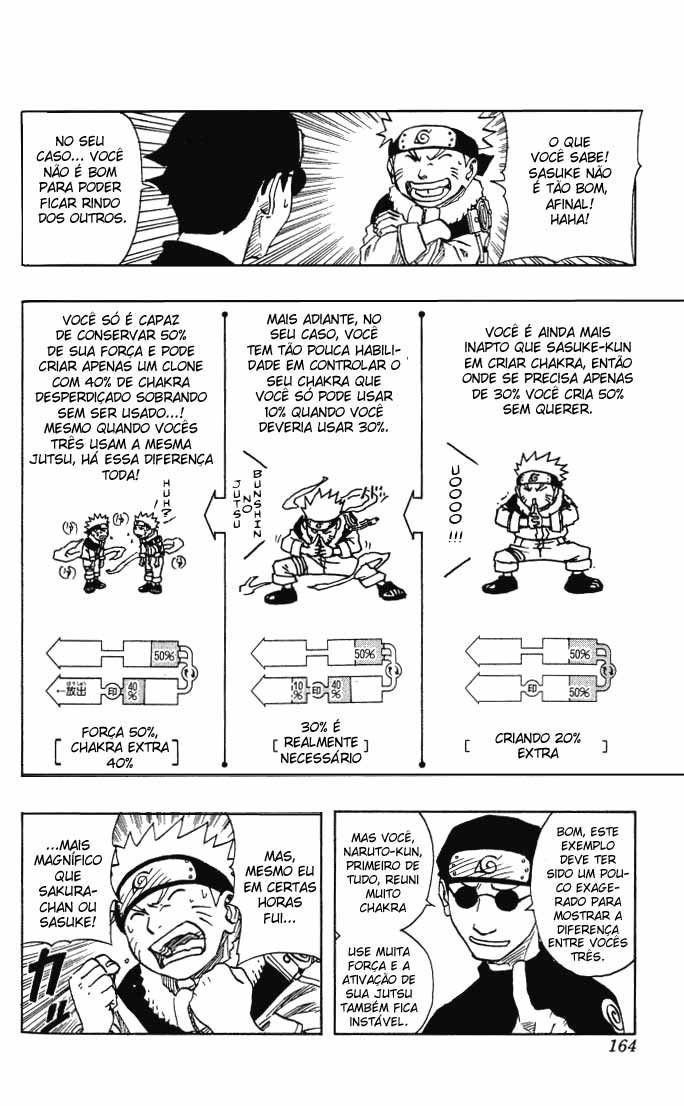 O QUE
VOCÊ SABE!
SASUKE NÃO
É TÃO BOM,
AFINAL!
HAHA!
NO SEU
CASO... VOCÊ
NÃO É BOM
PARA PODER
FICAR RINDO
DOS OUTROS.
VOCÊ É AINDA MAIS
INAPTO QUE SASUKE-KUN
EM CRIAR CHAKRA, ENTÃO
ONDE SE PRECISA APENAS
DE 30% VOCÊ CRIA 50%
SEM QUERER.
UOOOO!!!
50%
印
50%
CRIANDO 20%
EXTRA
MAIS ADIANTE, NO
SEU CASO, VOCÊ
TEM TÃO POUCA HABILI-
DADE EM CONTROLAR O
SEU CHAKRA QUE
VOCÊ SÓ PODE USAR
10% QUANDO VOCÊ
DEVERIA USAR 30%.
BUNSHIN
NO
JUTSU
50%
10%
印
40%
30% É
REALMENTE
NECESSÁRIO
VOCÊ SÓ É CAPAZ
DE CONSERVAR 50%
DE SUA FORÇA E PODE
CRIAR APENAS UM CLONE
COM 40% DE CHAKRA
DESPERDIÇADO SOBRANDO
SEM SER USADO...!
MESMO QUANDO VOCÊS
TRÊS USAM A MESMA
JUTSU, HÁ ESSA DIFERENÇA
TODA!
HUH?
50%
←放出
印
40%
FORÇA 50%,
CHAKRA EXTRA
40%
BOM, ESTE
EXEMPLO
DEVE TER
SIDO UM POU-
CO EXAGE-
RADO PARA
MOSTRAR A
DIFERENÇA
ENTRE VOCÊS
TRÊS.
MAS VOCÊ,
NARUTO-KUN,
PRIMEIRO DE
TUDO, REUNI
MUITO
CHAKRA
USE MUITA
FORÇA E A
ATIVAÇÃO DE
SUA JUTSU
TAMBÉM FICA
INSTÁVEL.
MAS,
MESMO EU
EM CERTAS
HORAS
FUI...
...MAIS
MAGNÍFICO
QUE
SAKURA-
CHAN OU
SASUKE!
164